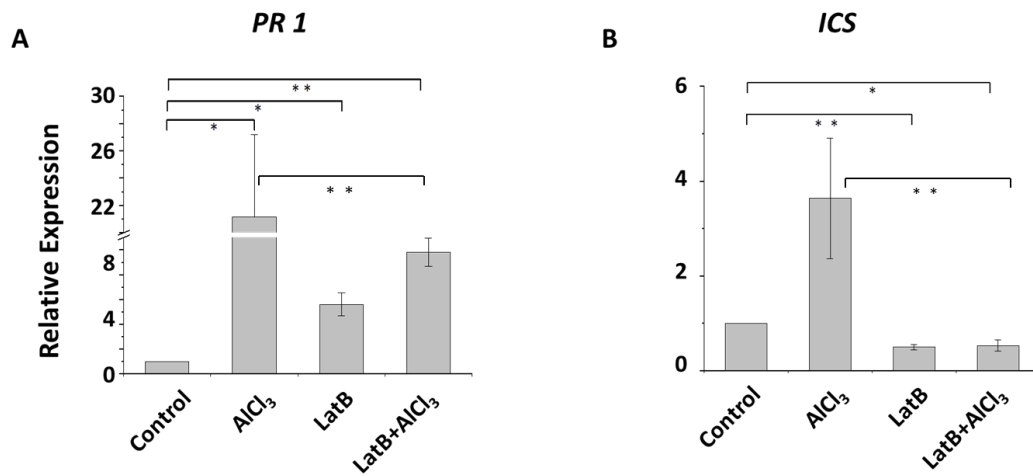 A
PR 1
Relative Expression
30
26
22
8
4
0
**
*
*
* *
Control
AlCl₃
LatB
LatB+AlCl₃
B
ICS
6
4
2
0
*
* *
* *
Control
AlCl₃
LatB
LatB+AlCl₃